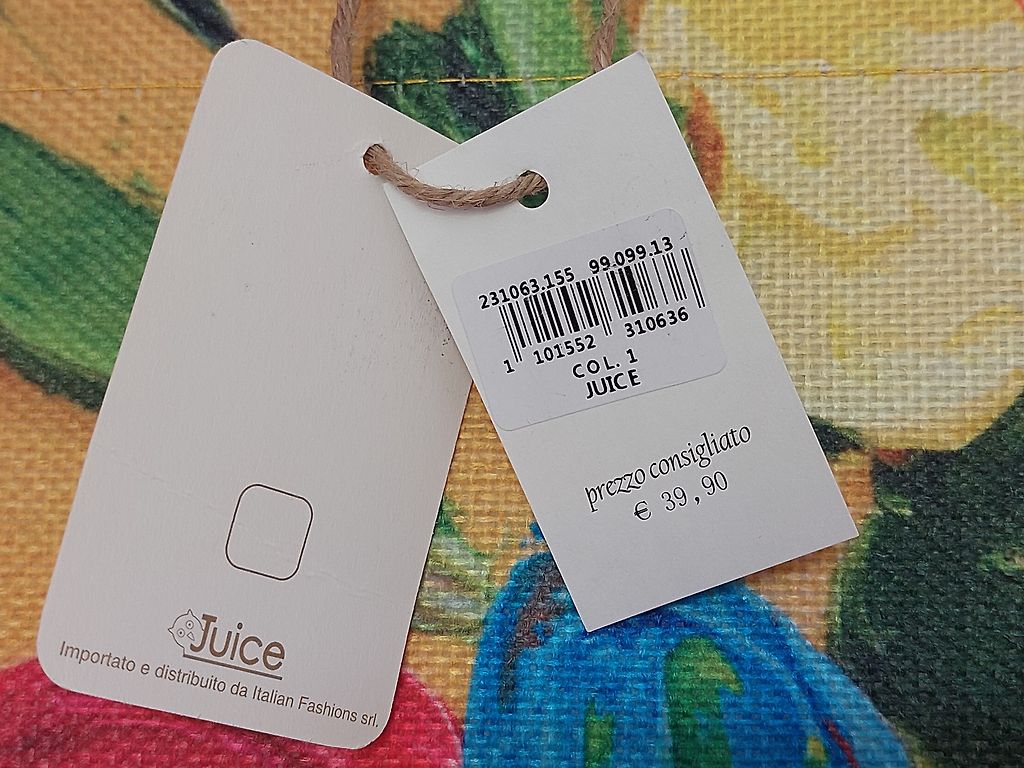 Juice
Importato e distribuito da Italian Fashions srl.
231063.155 99.099.13
1 101552 310636
COL. 1
JUICE
prezzo consigliato
€ 39,90